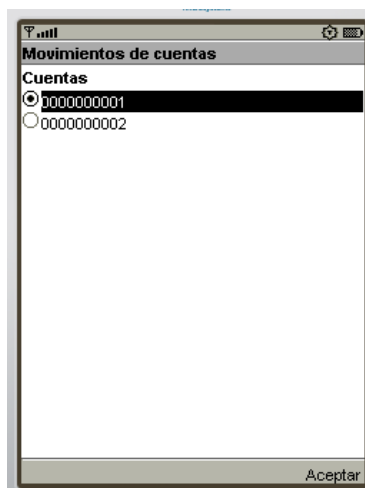 Movimientos de cuentas
Cuentas
0000000001
0000000002
Aceptar